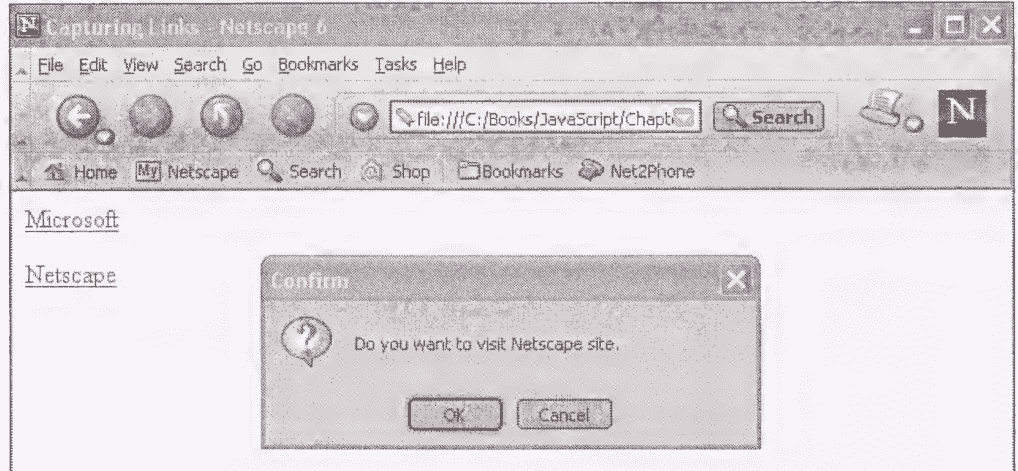 N Capturing Links - Netscape 6
File Edit View Search Go Bookmarks Tasks Help
file:///C:/Books/JavaScript/Chapt Search N
Home My Netscape Search Shop Bookmarks Net2Phone
Microsoft
Netscape
Confirm
Do you want to visit Netscape site.
OK Cancel